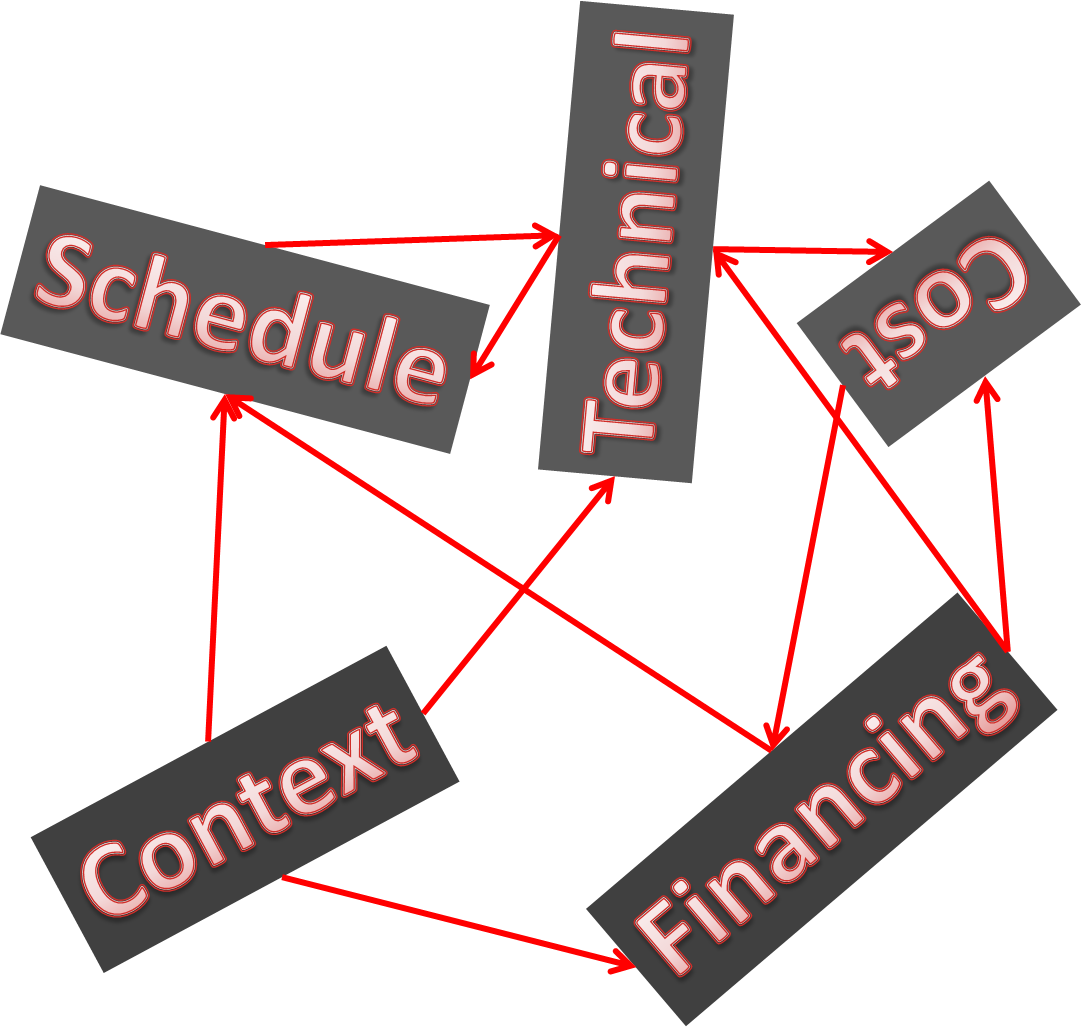 Technical
Schedule
Cost
Context
Financing